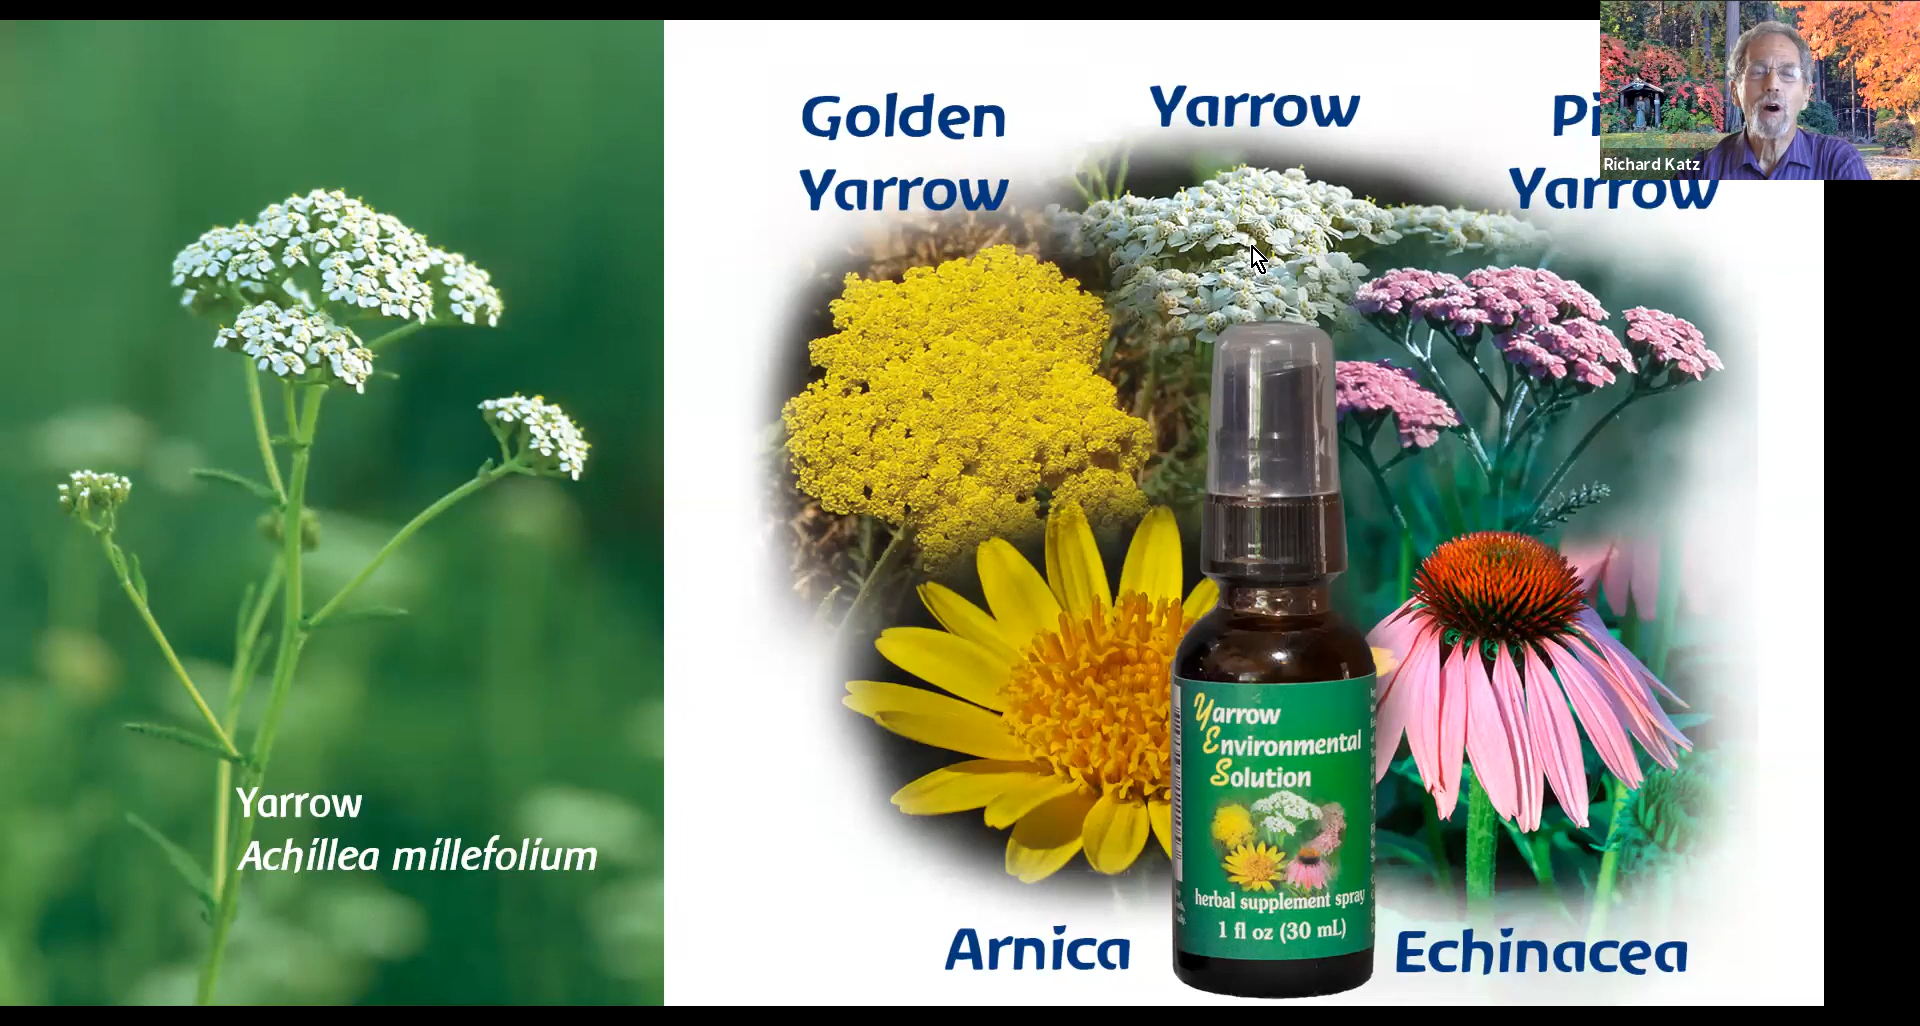 Golden
Yarrow
Yarrow
Yarrow
Richard Katz
Yarrow
Achillea millefolium
Yarrow
Environmental
Solution
herbal supplement spray
1 fl oz (30 mL)
Arnica
Echinacea